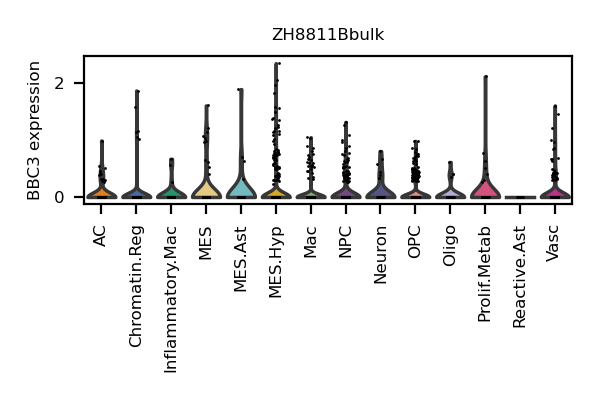 ZH8811Bbulk
BBC3 expression
2
0
AC
Chromatin.Reg
Inflammatory.Mac
MES
MES.Ast
MES.Hyp
Mac
NPC
Neuron
OPC
Oligo
Prolif.Metab
Reactive.Ast
Vasc